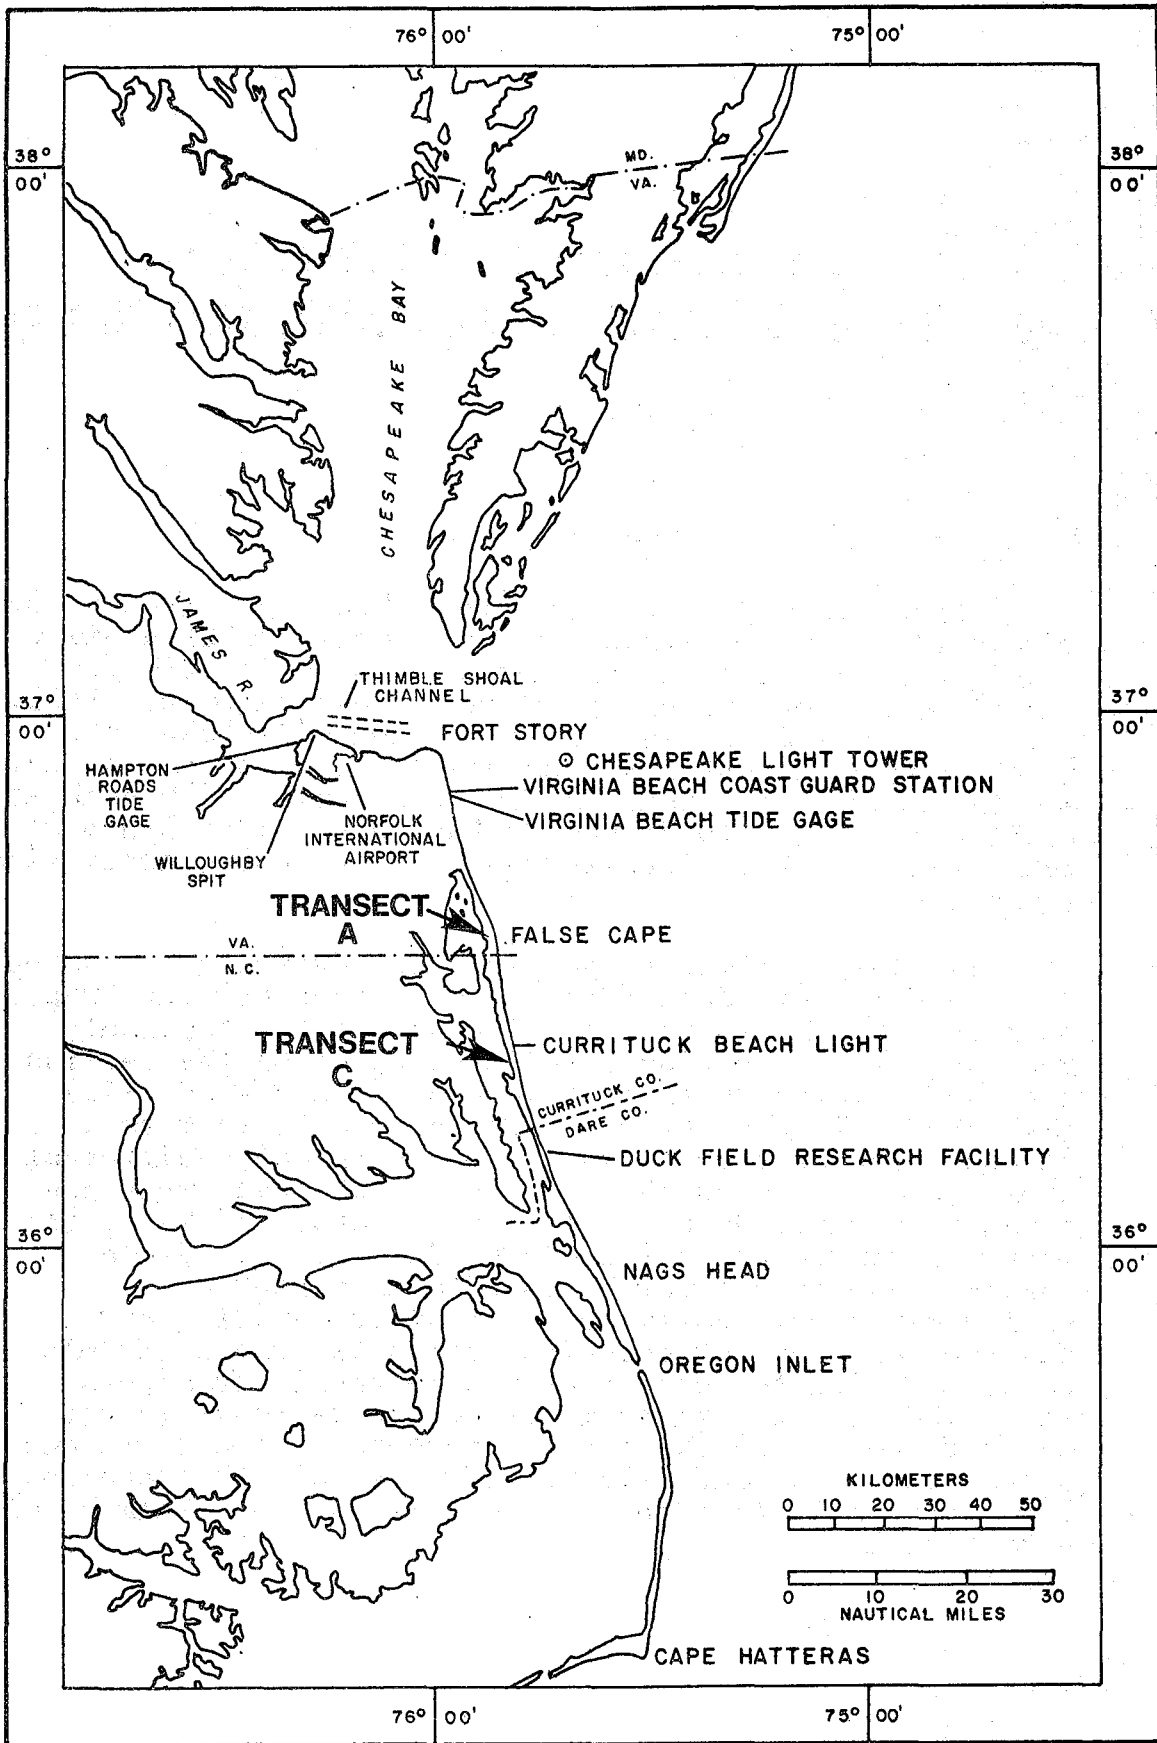 76° 00'
75° 00'
38°
00'
38°
00'
MD.
VA.
CHESAPEAKE BAY
JAMES R.
37°
00'
37°
00'
THIMBLE SHOAL
CHANNEL
FORT STORY
CHESAPEAKE LIGHT TOWER
VIRGINIA BEACH COAST GUARD STATION
VIRGINIA BEACH TIDE GAGE
HAMPTON
ROADS
TIDE
GAGE
NORFOLK
INTERNATIONAL
AIRPORT
WILLOUGHBY
SPIT
TRANSECT
A
FALSE CAPE
VA.
N.C.
TRANSECT
C
CURRITUCK BEACH LIGHT
CURRITUCK CO.
DARE CO.
DUCK FIELD RESEARCH FACILITY
36°
00'
36°
00'
NAGS HEAD
OREGON INLET
KILOMETERS
0 10 20 30 40 50
0 10 20 30
NAUTICAL MILES
CAPE HATTERAS
76° 00'
75° 00'